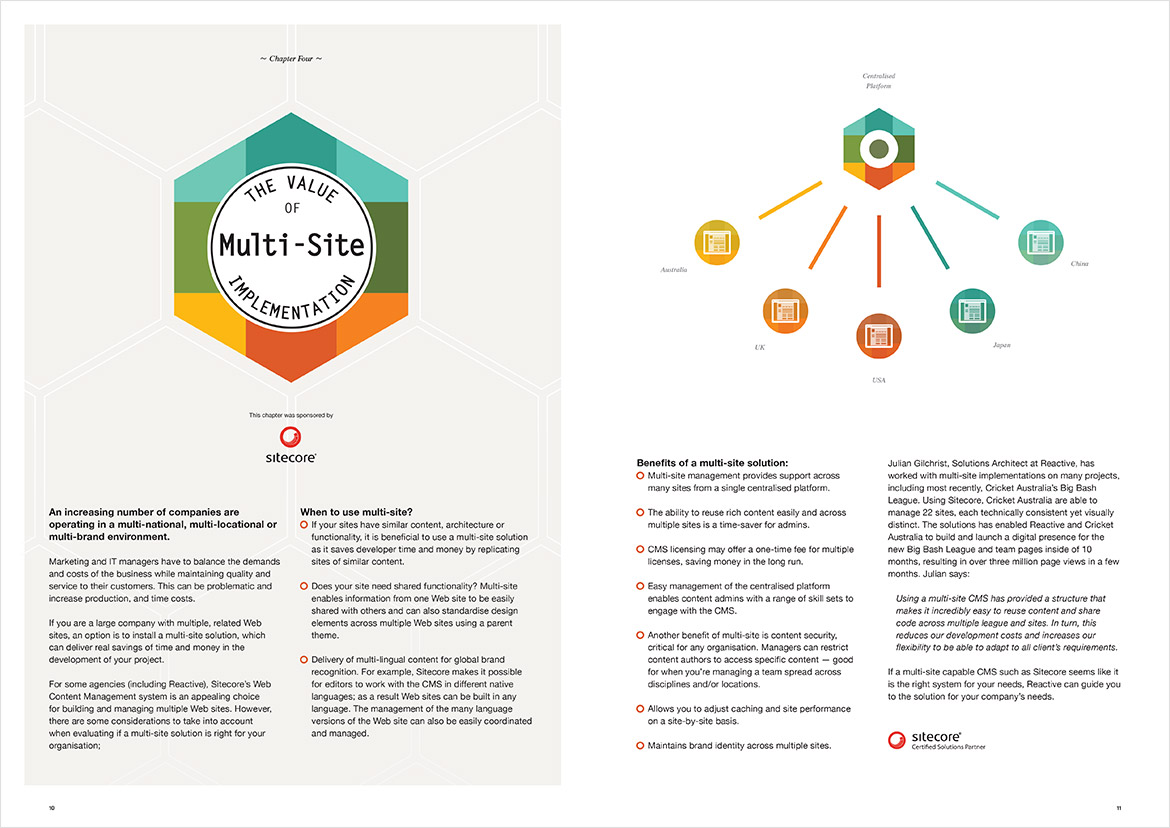 ~ Chapter Four ~
THE VALUE
OF
Multi-Site
IMPLEMENTATION
This chapter was sponsored by
sitecore®
An increasing number of companies are
operating in a multi-national, multi-locational or
multi-brand environment.
Marketing and IT managers have to balance the demands
and costs of the business while maintaining quality and
service to their customers. This can be problematic and
increase production, and time costs.
If you are a large company with multiple, related Web
sites, an option is to install a multi-site solution, which
can deliver real savings of time and money in the
development of your project.
For some agencies (including Reactive), Sitecore's Web
Content Management system is an appealing choice
for building and managing multiple Web sites. However,
there are some considerations to take into account
when evaluating if a multi-site solution is right for your
organisation;
When to use multi-site?
If your sites have similar content, architecture or
functionality, it is beneficial to use a multi-site solution
as it saves developer time and money by replicating
sites of similar content.
Does your site need shared functionality? Multi-site
enables information from one Web site to be easily
shared with others and can also standardise design
elements across multiple Web sites using a parent
theme.
Delivery of multi-lingual content for global brand
recognition. For example, Sitecore makes it possible
for editors to work with the CMS in different native
languages; as a result Web sites can be built in any
language. The management of the many language
versions of the Web site can also be easily coordinated
and managed.
10
Centralised
Platform
Australia
UK
USA
Japan
China
Benefits of a multi-site solution:
Multi-site management provides support across
many sites from a single centralised platform.
The ability to reuse rich content easily and across
multiple sites is a time-saver for admins.
CMS licensing may offer a one-time fee for multiple
licenses, saving money in the long run.
Easy management of the centralised platform
enables content admins with a range of skill sets to
engage with the CMS.
Another benefit of multi-site is content security,
critical for any organisation. Managers can restrict
content authors to access specific content — good
for when you're managing a team spread across
disciplines and/or locations.
Allows you to adjust caching and site performance
on a site-by-site basis.
Maintains brand identity across multiple sites.
Julian Gilchrist, Solutions Architect at Reactive, has
worked with multi-site implementations on many projects,
including most recently, Cricket Australia's Big Bash
League. Using Sitecore, Cricket Australia are able to
manage 22 sites, each technically consistent yet visually
distinct. The solutions has enabled Reactive and Cricket
Australia to build and launch a digital presence for the
new Big Bash League and team pages inside of 10
months, resulting in over three million page views in a few
months. Julian says:
Using a multi-site CMS has provided a structure that
makes it incredibly easy to reuse content and share
code across multiple league and sites. In turn, this
reduces our development costs and increases our
flexibility to be able to adapt to all client's requirements.
If a multi-site capable CMS such as Sitecore seems like it
is the right system for your needs, Reactive can guide you
to the solution for your company's needs.
sitecore®
Certified Solutions Partner
11